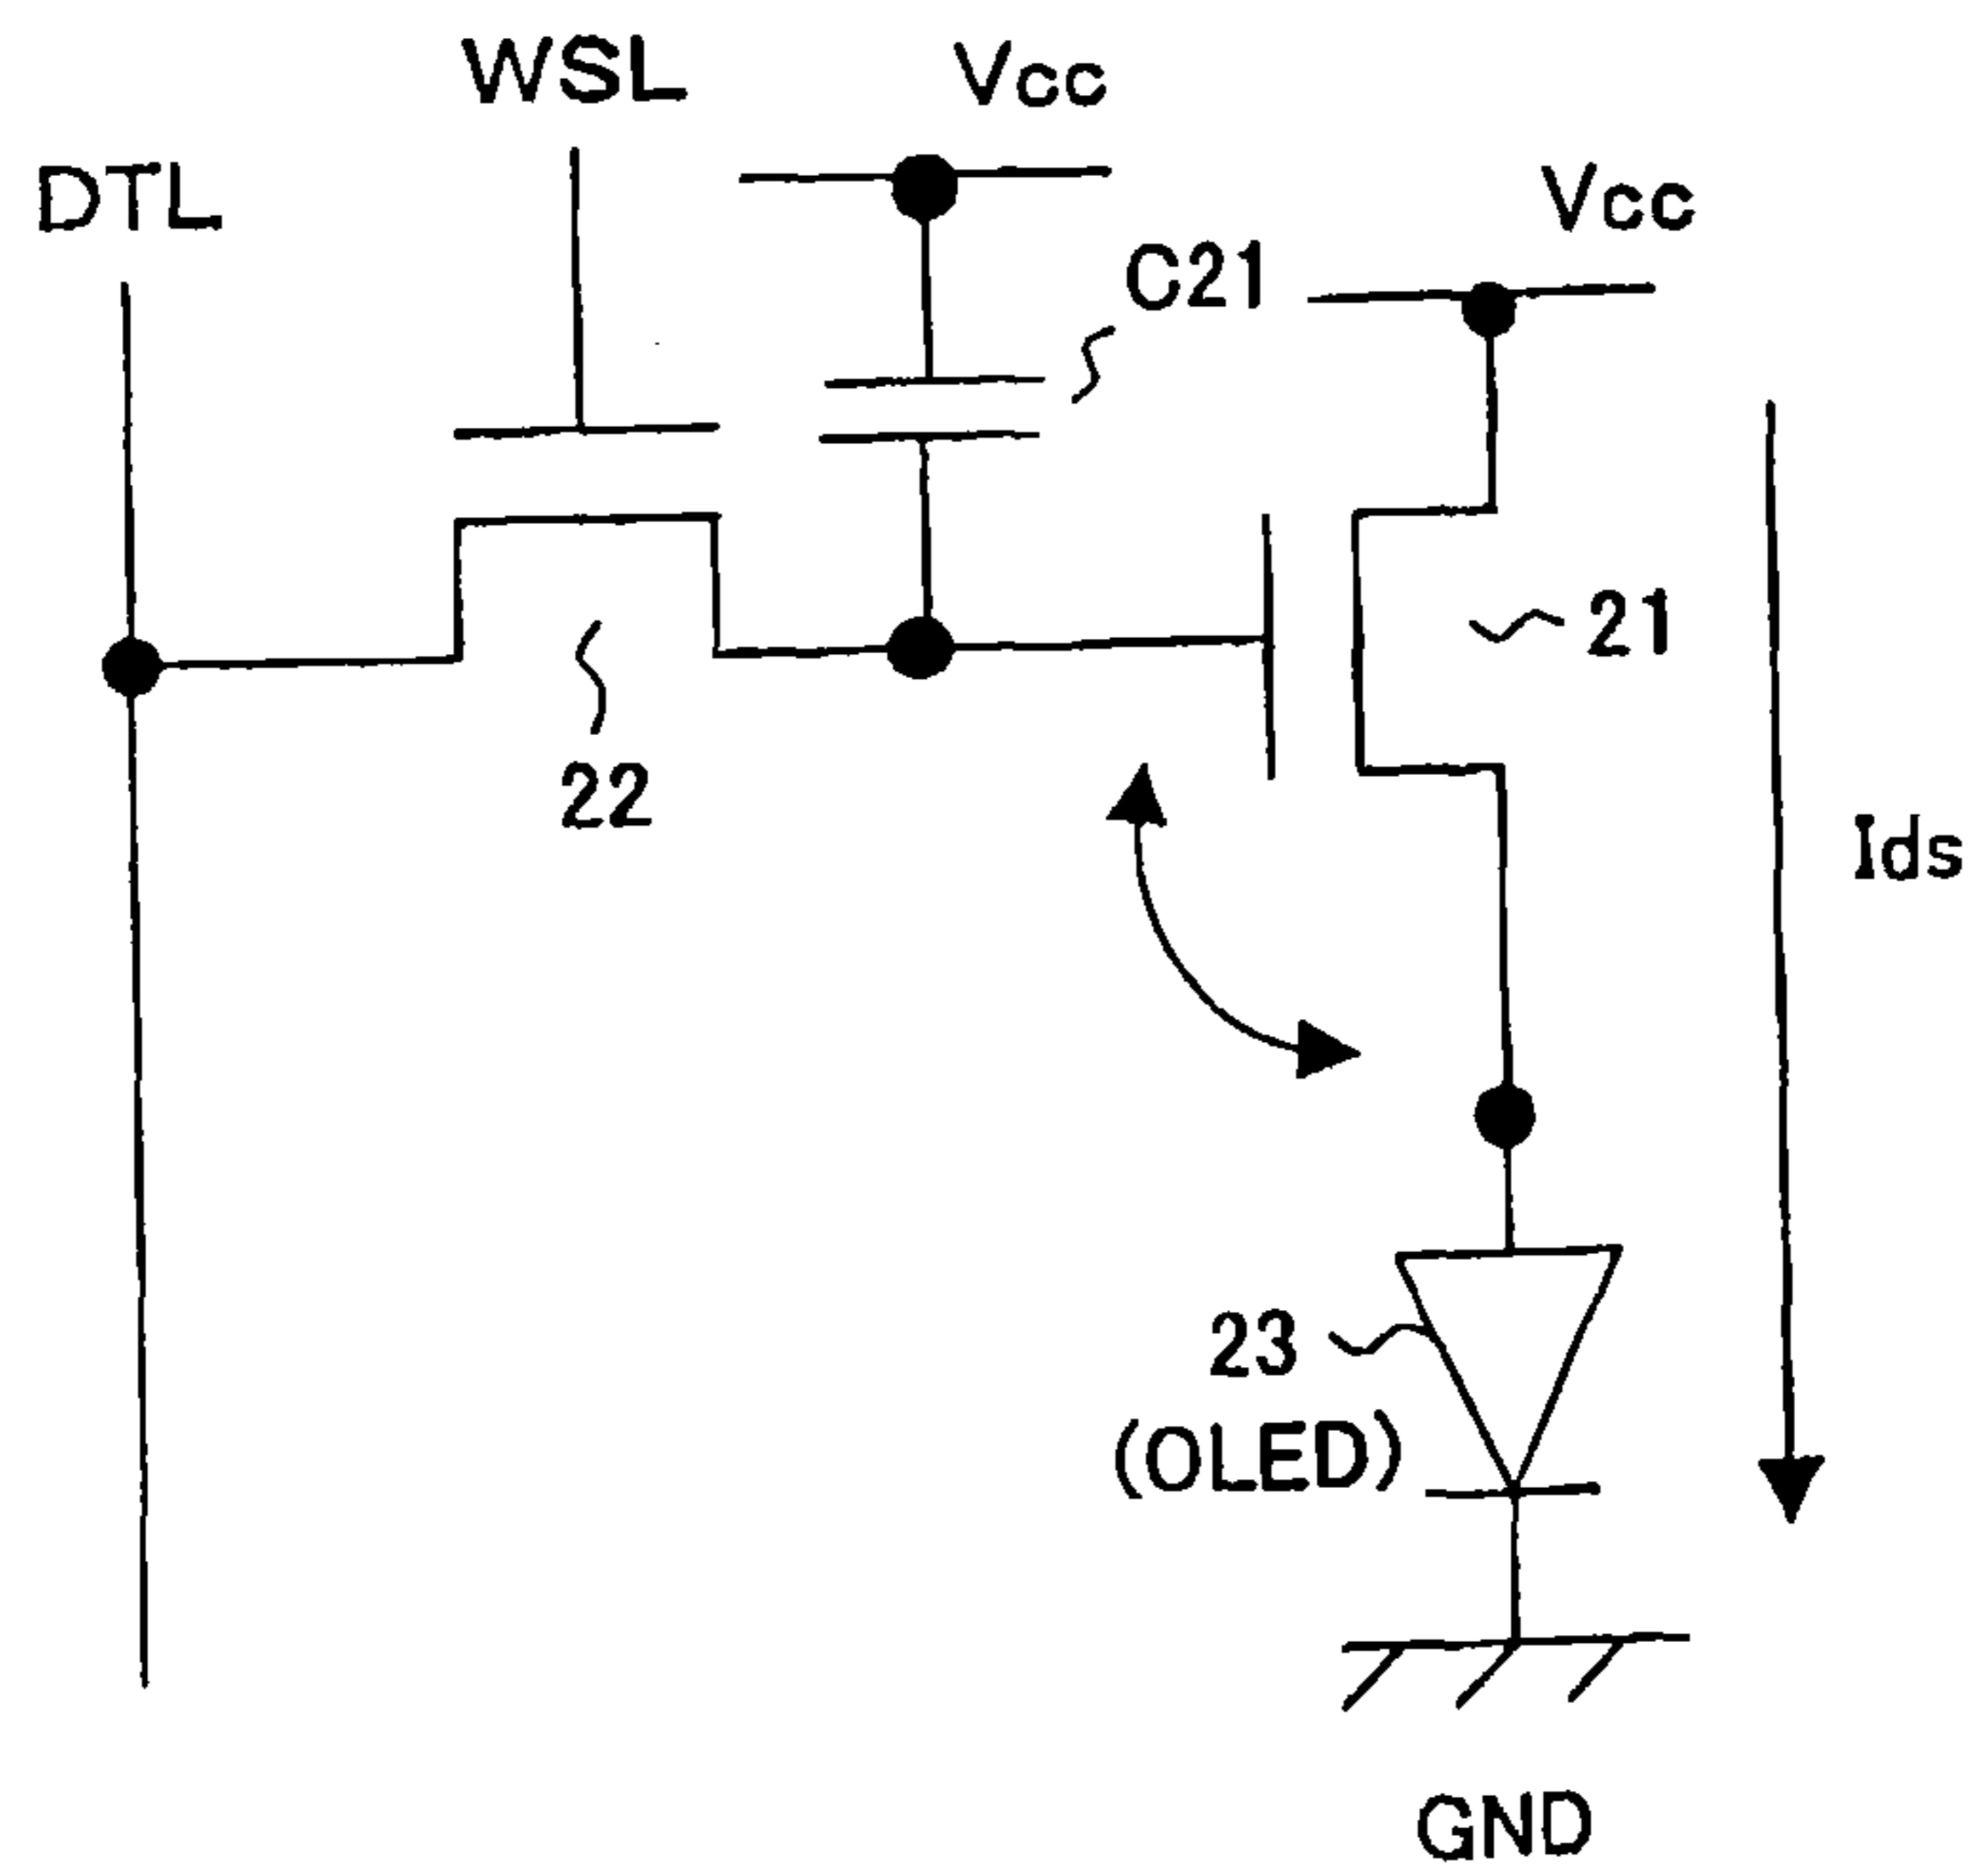 WSL
Vcc
DTL
Vcc
C21
21
22
Ids
23
(OLED)
GND